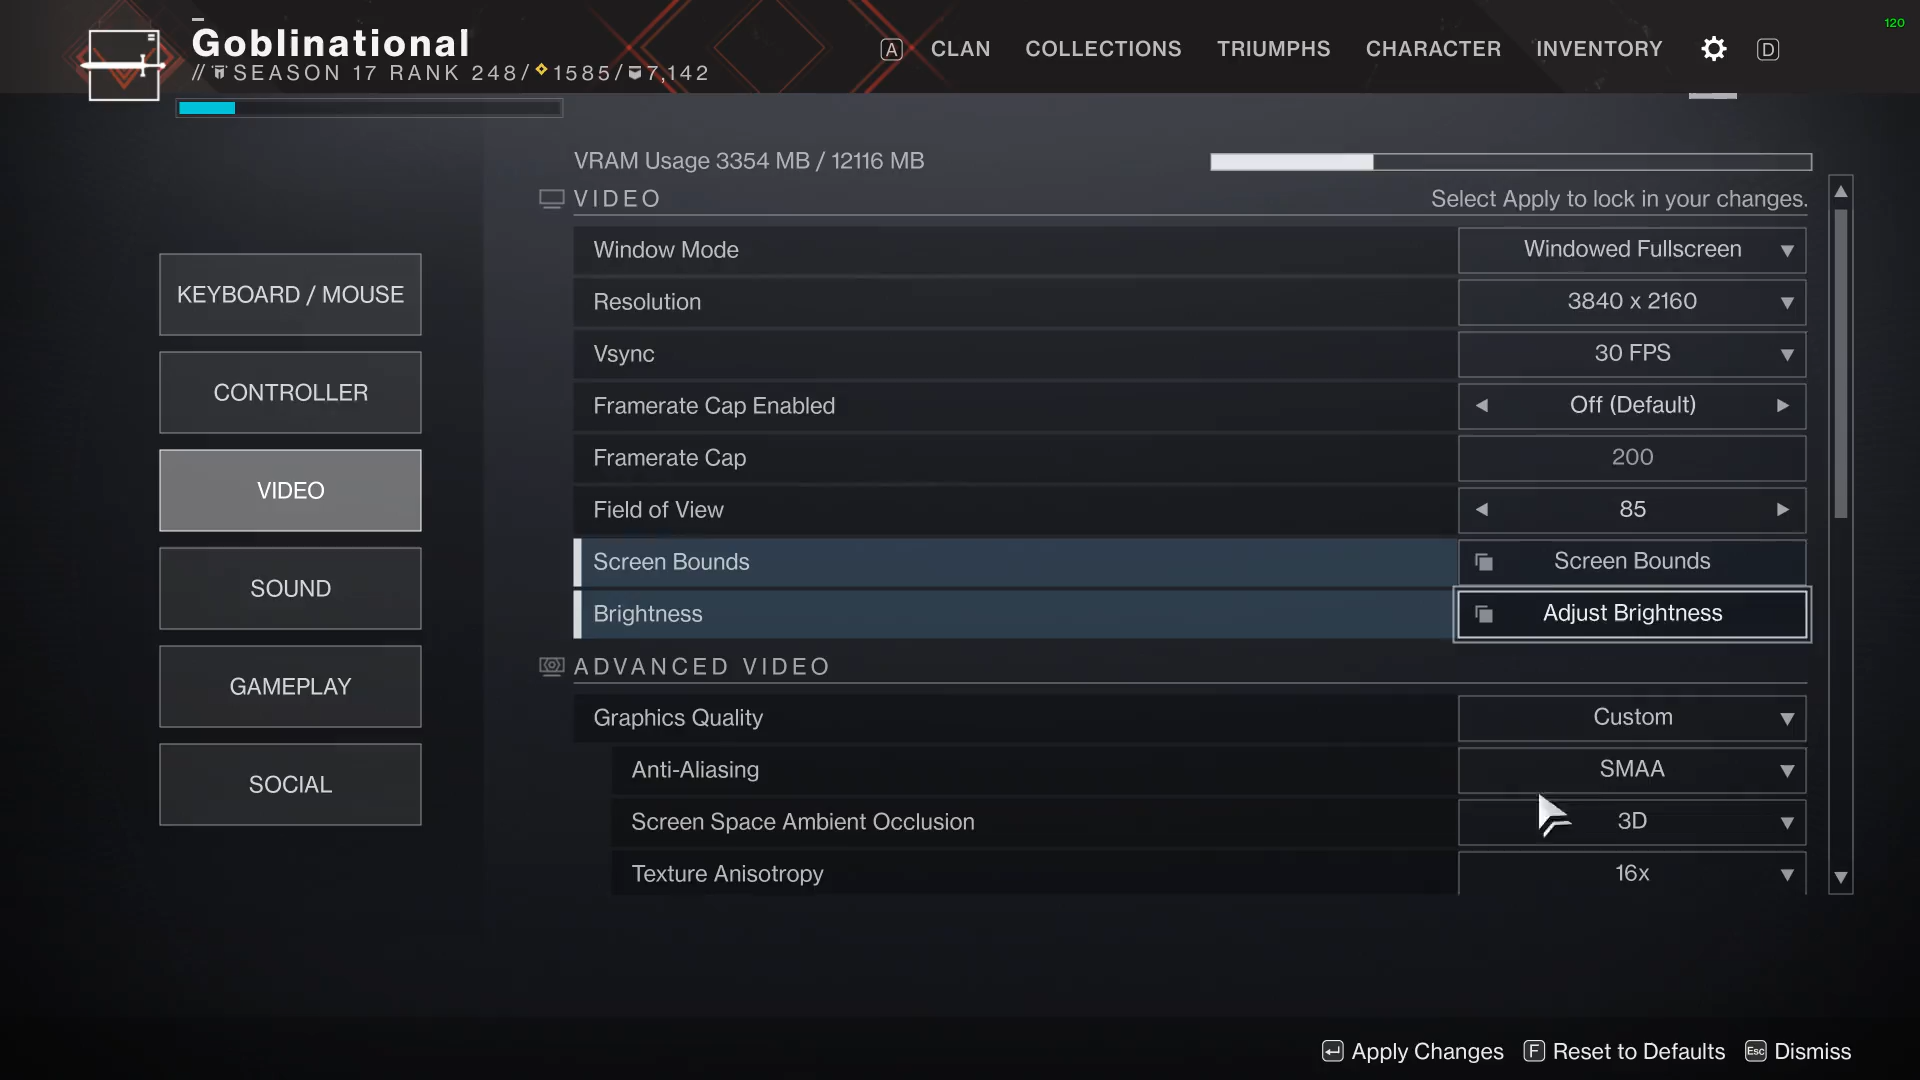 120
Goblinational
A CLAN COLLECTIONS TRIUMPHS CHARACTER INVENTORY D
// SEASON 17 RANK 248/1585/7,142
VRAM Usage 3354 MB / 12116 MB
VIDEO Select Apply to lock in your changes.
Window Mode Windowed Fullscreen
Resolution 3840 x 2160
Vsync 30 FPS
Framerate Cap Enabled Off (Default)
Framerate Cap 200
Field of View 85
Screen Bounds Screen Bounds
Brightness Adjust Brightness
ADVANCED VIDEO
Graphics Quality Custom
Anti-Aliasing SMAA
Screen Space Ambient Occlusion 3D
Texture Anisotropy 16x
KEYBOARD / MOUSE
CONTROLLER
VIDEO
SOUND
GAMEPLAY
SOCIAL
Apply Changes F Reset to Defaults Esc Dismiss